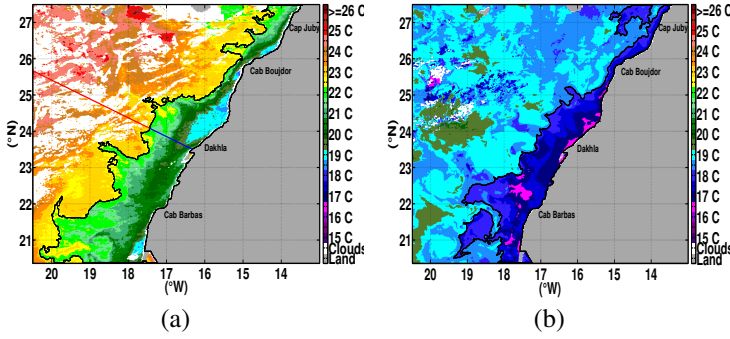 27
26
25
24
23
22
21
(°N)
20
19
18
17
16
15
14
(°W)
Cap Juby
Cab Boujdor
Dakhla
Cab Barbas
>=26 C
25 C
24 C
23 C
22 C
21 C
20 C
19 C
18 C
17 C
16 C
15 C
Clouds
Land
(a)
27
26
25
24
23
22
21
(°N)
20
19
18
17
16
15
14
(°W)
Cap Juby
Cab Boujdor
Dakhla
Cab Barbas
>=26 C
25 C
24 C
23 C
22 C
21 C
20 C
19 C
18 C
17 C
16 C
15 C
Clouds
Land
(b)